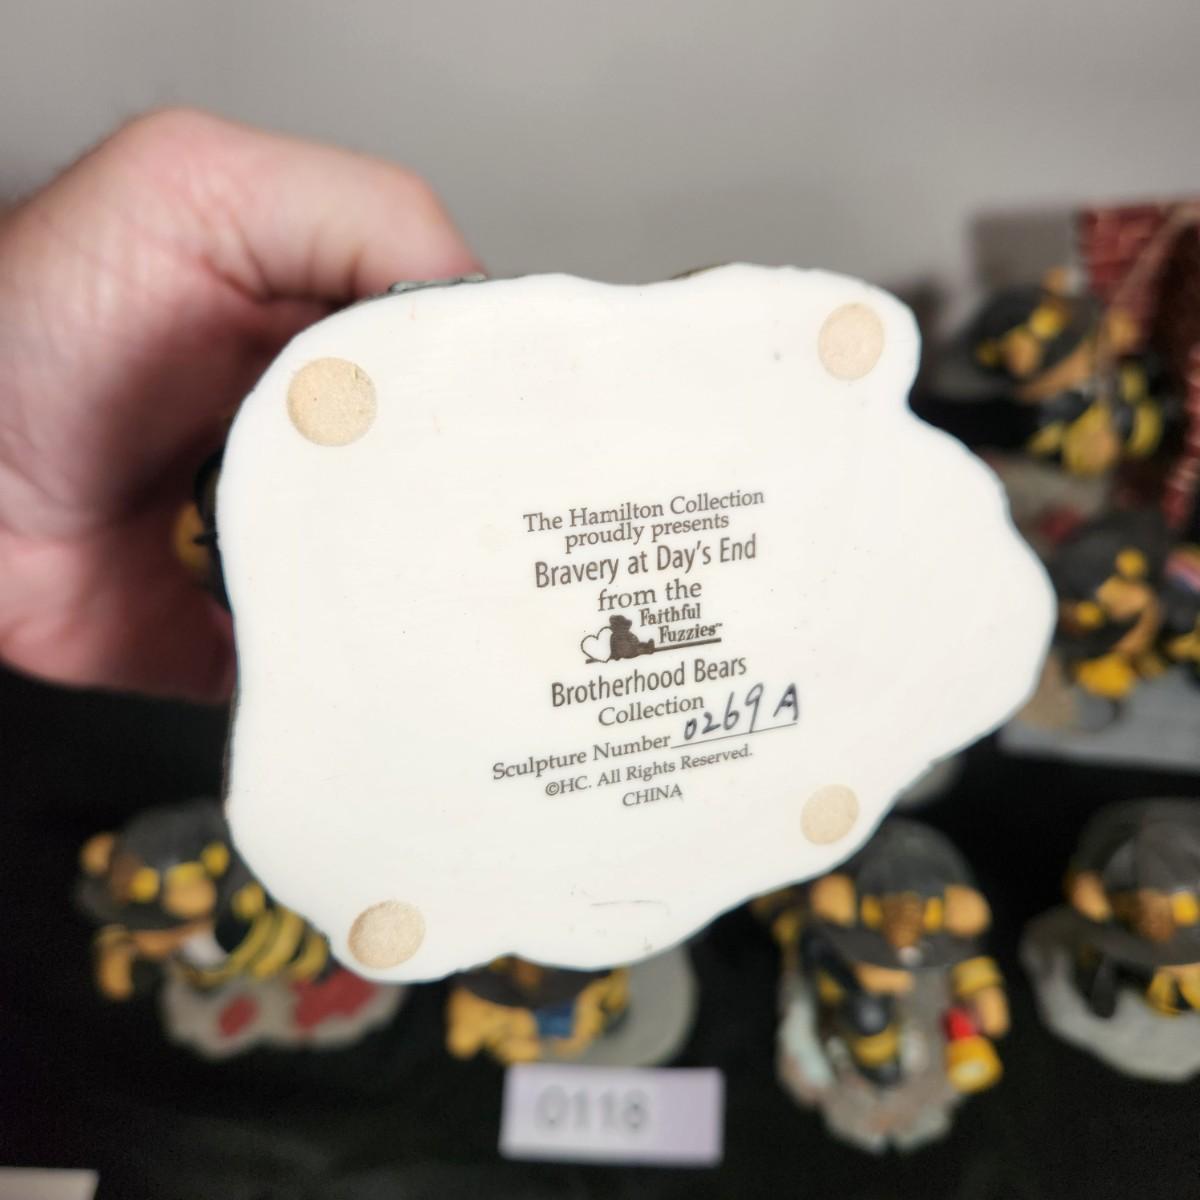 The Hamilton Collection
proudly presents
Bravery at Day's End
from the
Faithful
Fuzzies™
Brotherhood Bears
Collection
Sculpture Number 0269 A
©HC. All Rights Reserved.
CHINA
0118